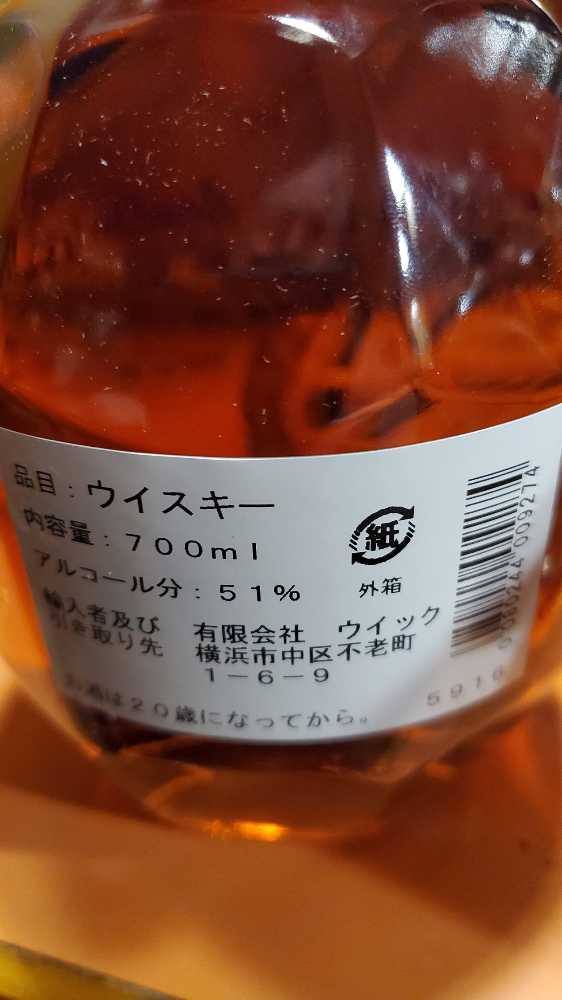 品目：ウイスキー
内容量：700ml
アルコール分：51%
紙
外箱
輸入者及び
引き取り先
有限会社 ウイック
横浜市中区不老町
1-6-9
お酒は20歳になってから。
5916